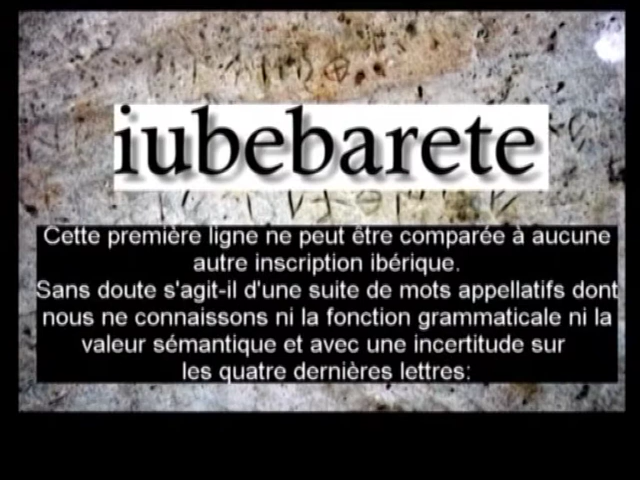 iubebarete
Cette première ligne ne peut être comparée à aucune
autre inscription ibérique.
Sans doute s'agit-il d'une suite de mots appellatifs dont
nous ne connaissons ni la fonction grammaticale ni la
valeur sémantique et avec une incertitude sur
les quatre dernières lettres: